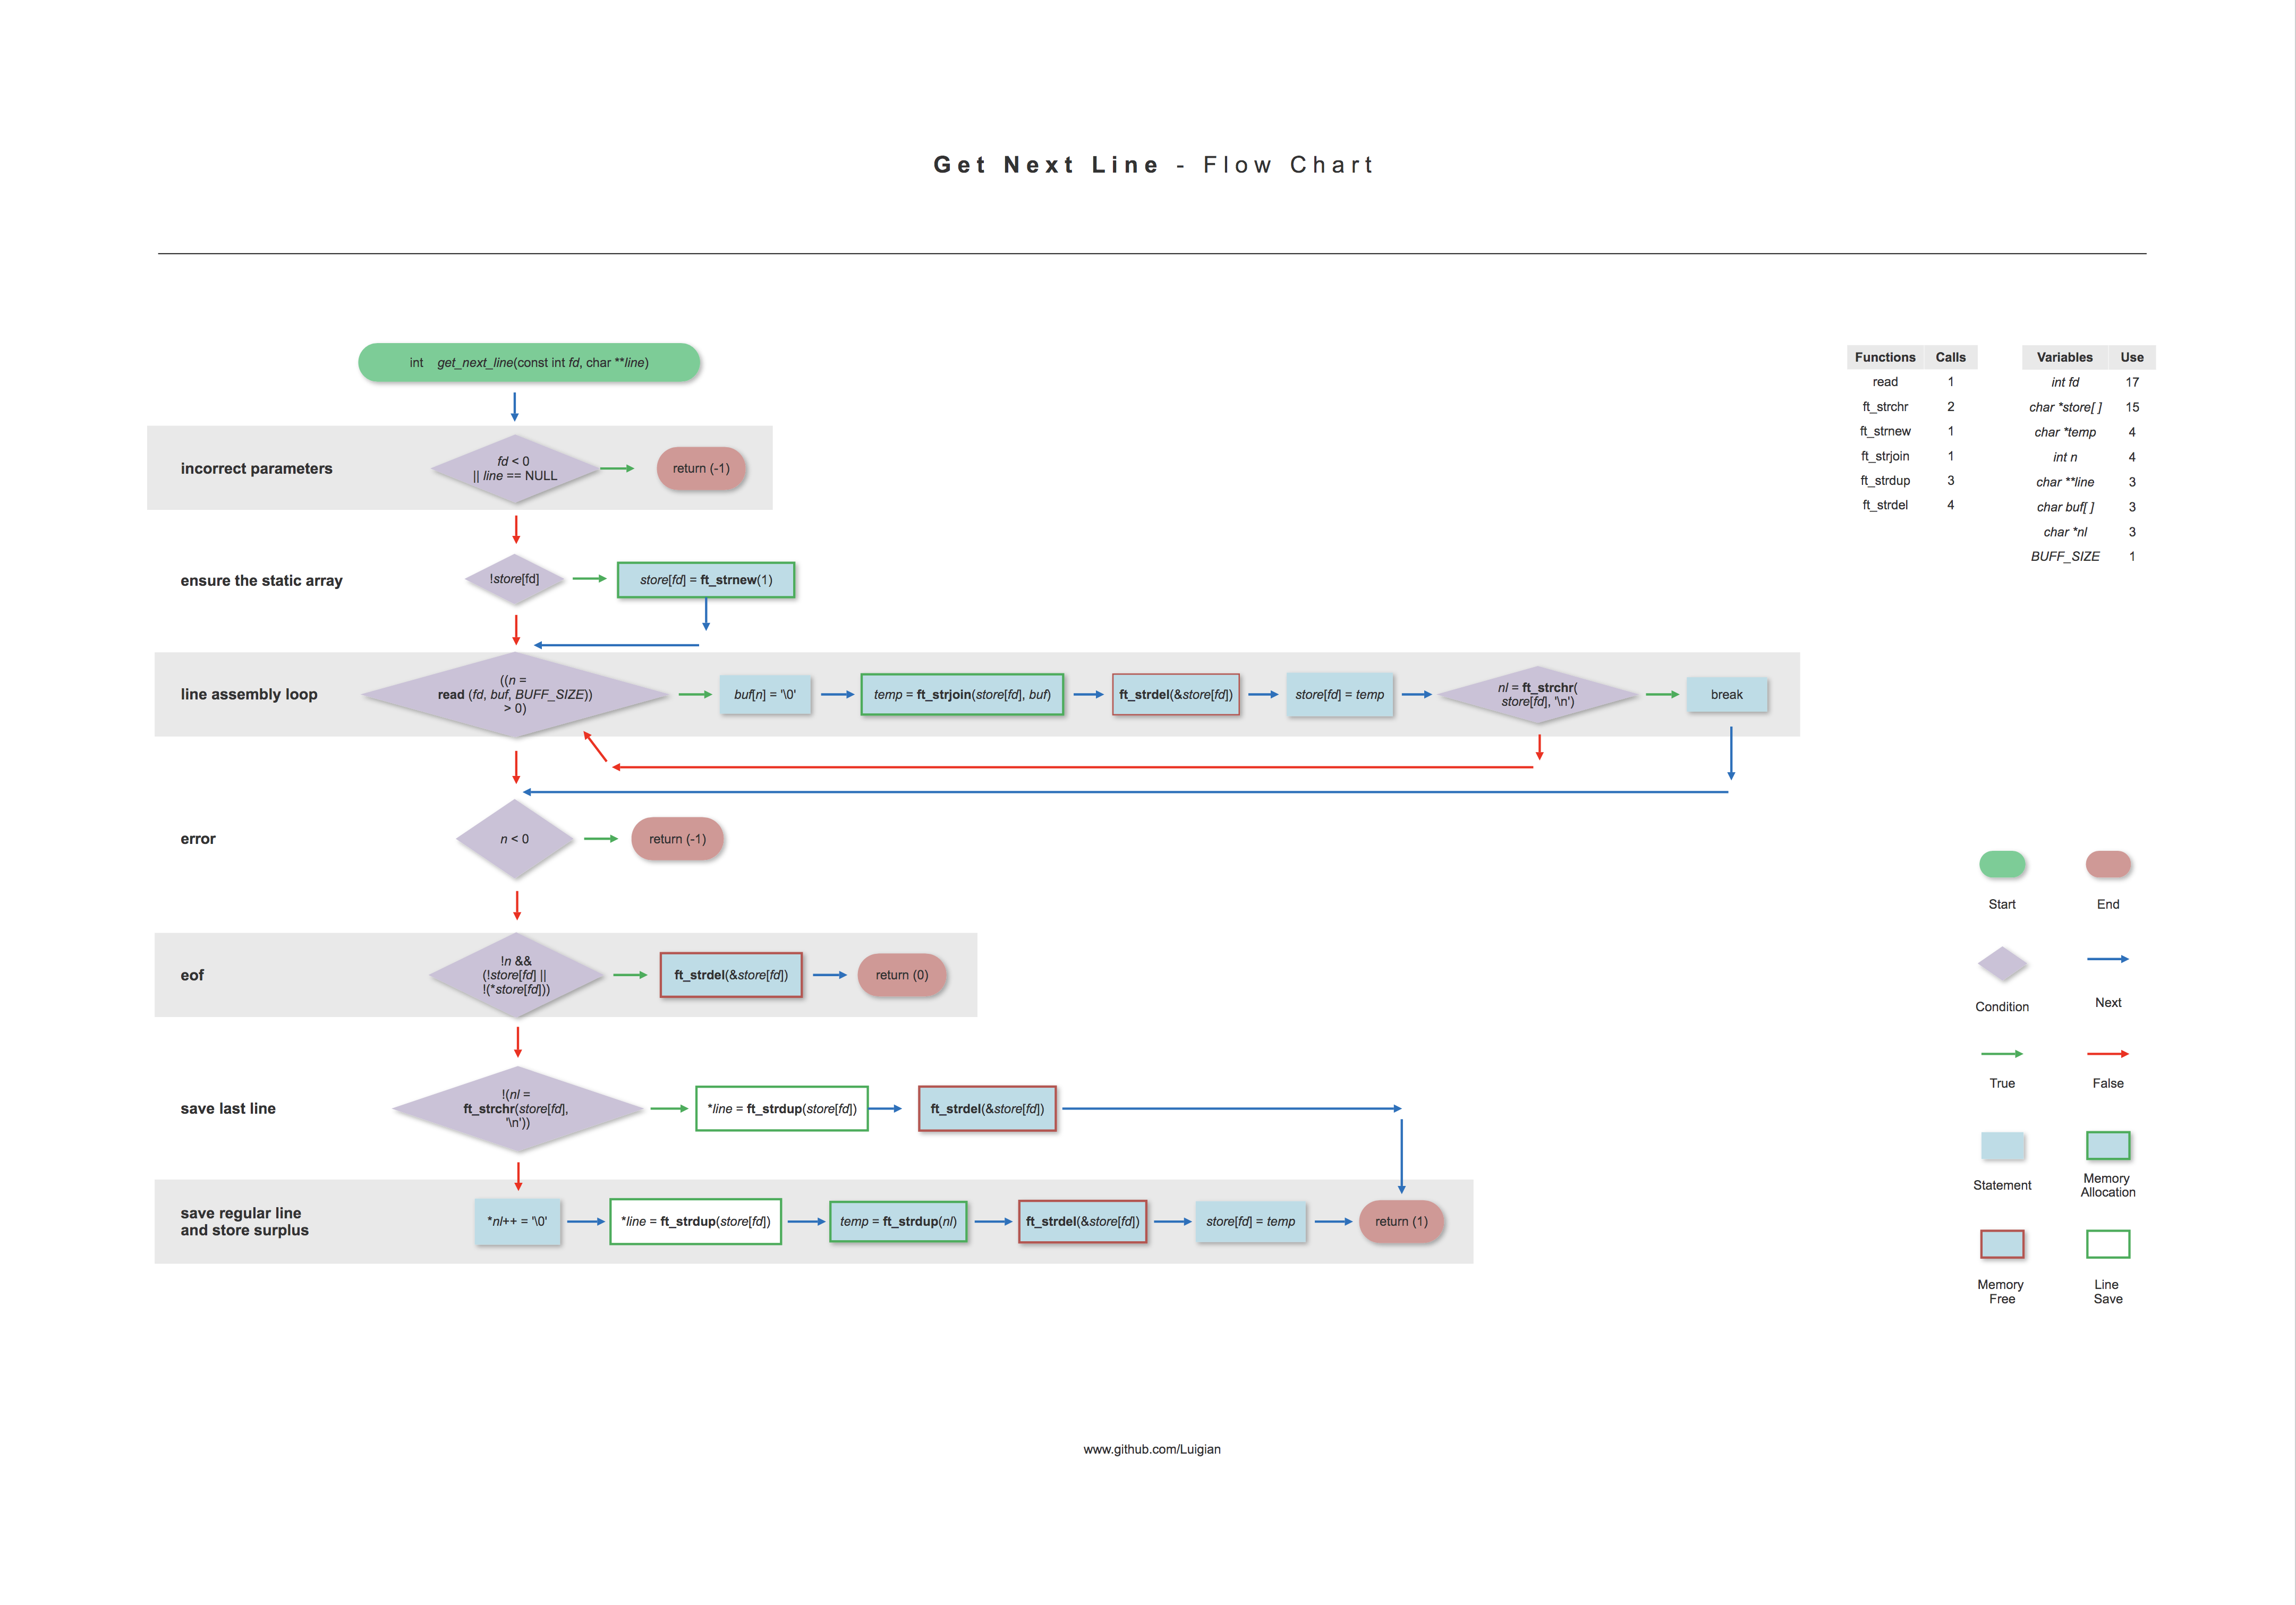 Get Next Line - Flow Chart
int get_next_line(const int fd, char **line)
incorrect parameters
fd < 0
|| line == NULL
return (-1)
ensure the static array
!store[fd]
store[fd] = ft_strnew(1)
line assembly loop
((n =
read (fd, buf, BUFF_SIZE))
> 0)
buf[n] = '\0'
temp = ft_strjoin(store[fd], buf)
ft_strdel(&store[fd])
store[fd] = temp
nl = ft_strchr(
store[fd], '\n')
break
error
n < 0
return (-1)
eof
!n &&
(!store[fd] ||
!(*store[fd]))
ft_strdel(&store[fd])
return (0)
save last line
!(nl =
ft_strchr(store[fd],
'\n'))
*line = ft_strdup(store[fd])
ft_strdel(&store[fd])
save regular line
and store surplus
*nl++ = '\0'
*line = ft_strdup(store[fd])
temp = ft_strdup(nl)
ft_strdel(&store[fd])
store[fd] = temp
return (1)
Functions Calls
read 1
ft_strchr 2
ft_strnew 1
ft_strjoin 1
ft_strdup 3
ft_strdel 4
Variables Use
int fd 17
char *store[ ] 15
char *temp 4
int n 4
char **line 3
char buf[ ] 3
char *nl 3
BUFF_SIZE 1
Start
End
Condition
Next
True
False
Statement
Memory
Allocation
Memory
Free
Line
Save
www.github.com/Luigian